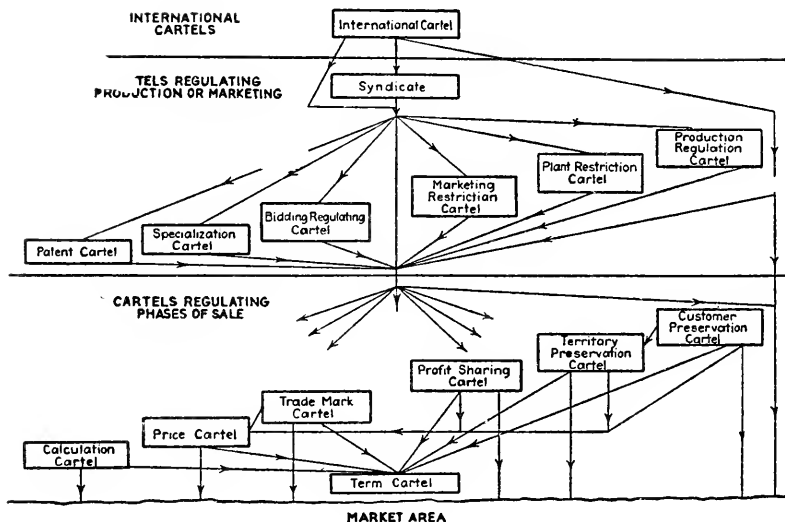 INTERNATIONAL
CARTELS
International Cartel
TELS REGULATING
PRODUCTION OR MARKETING
Syndicate
Production
Regulation
Cartel
Plant Restriction
Cartel
Marketing
Restriction
Cartel
Bidding Regulating
Cartel
Specialization
Cartel
Patent Cartel
CARTELS REGULATING
PHASES OF SALE
Customer
Preservation
Cartel
Territory
Preservation
Cartel
Profit Sharing
Cartel
Trade Mark
Cartel
Price Cartel
Calculation
Cartel
Term Cartel
MARKET AREA